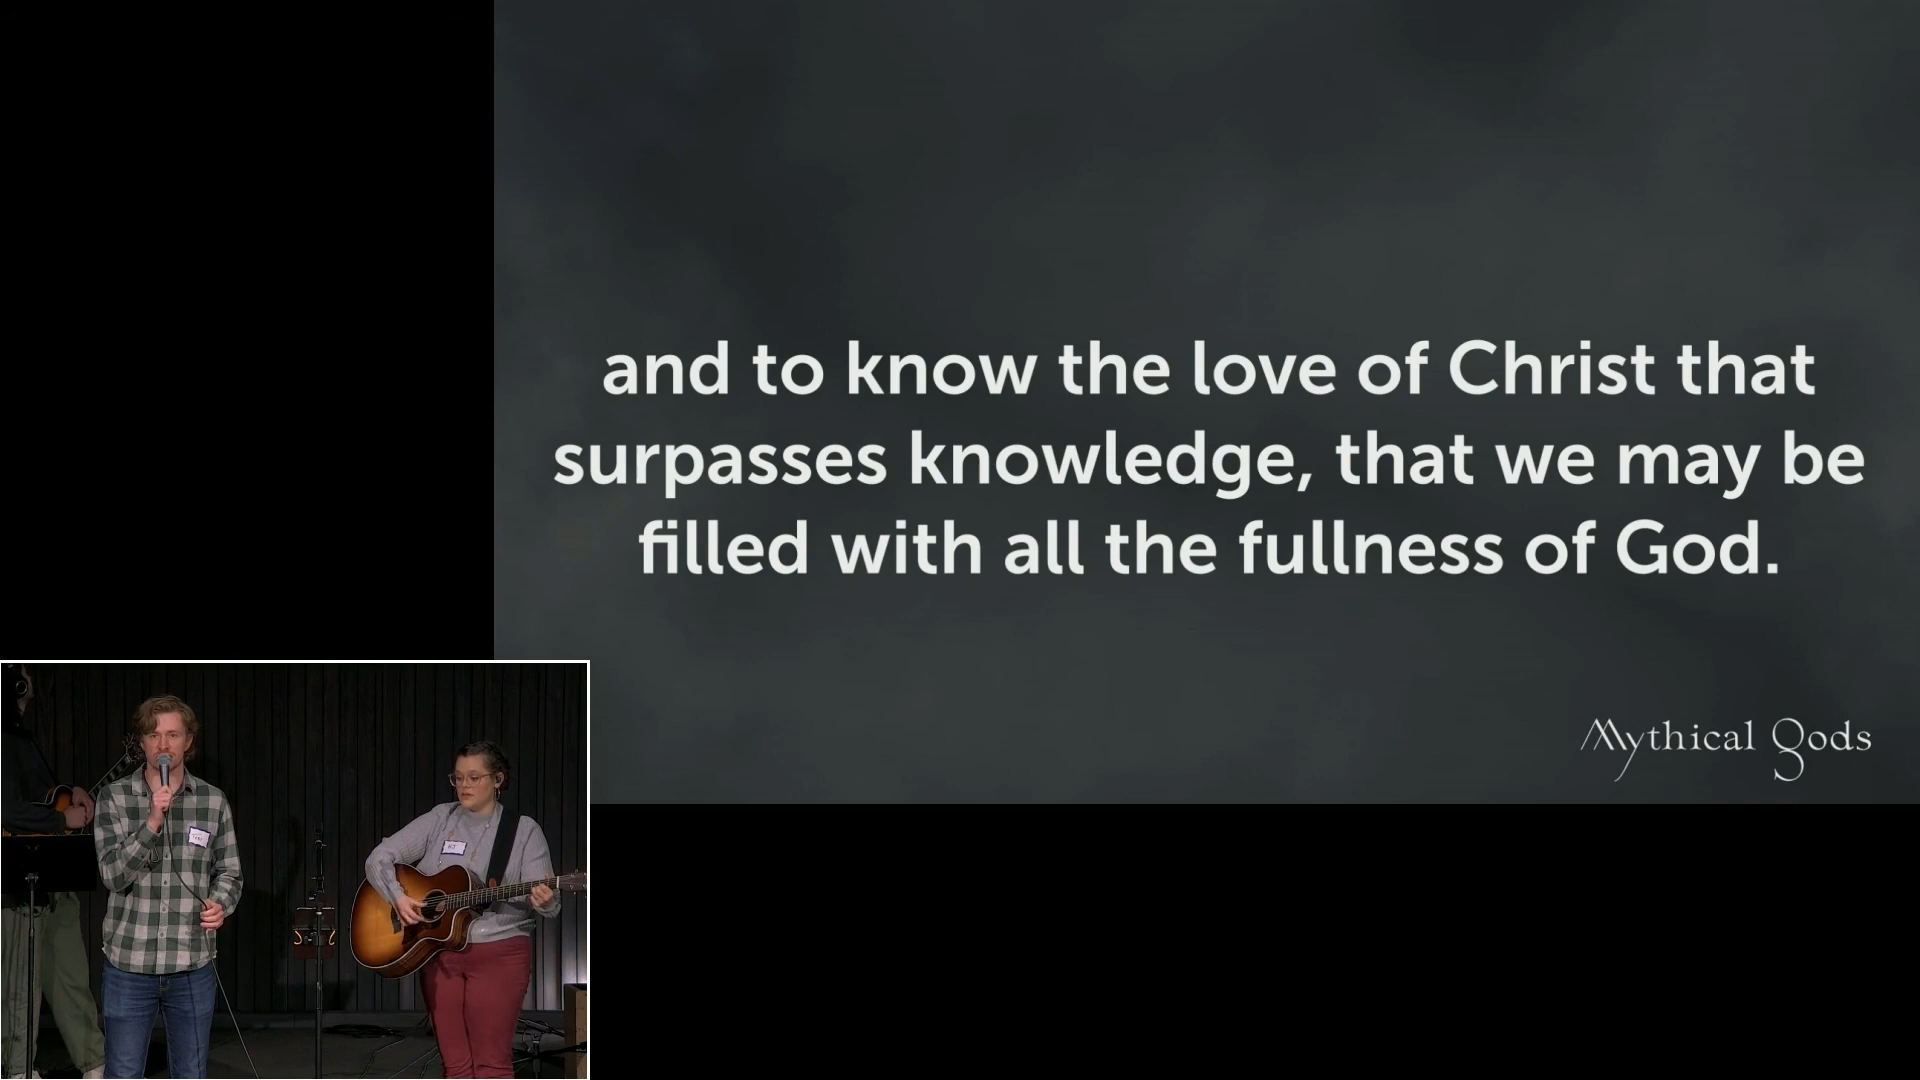 and to know the love of Christ that
surpasses knowledge, that we may be
filled with all the fullness of God.
Mythical gods